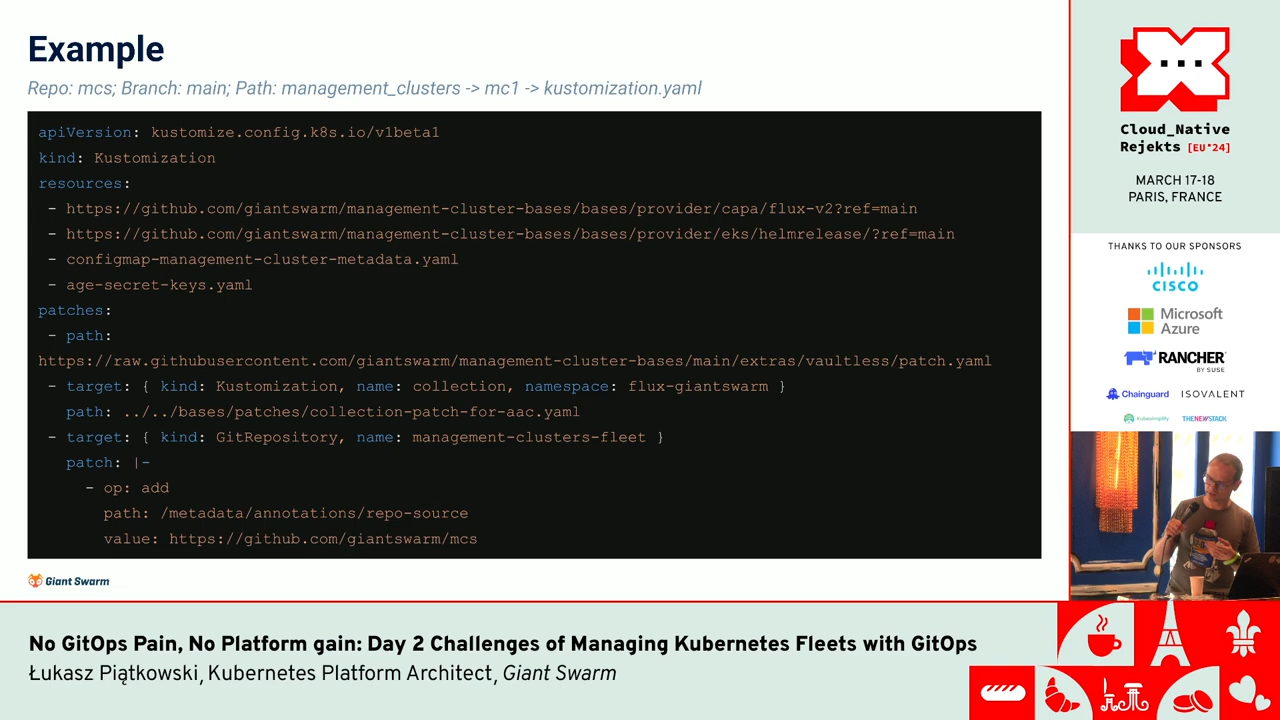 Example
Repo: mcs; Branch: main; Path: management_clusters -> mc1 -> kustomization.yaml
apiVersion: kustomize.config.k8s.io/v1beta1
kind: Kustomization
resources:
- https://github.com/giantswarm/management-cluster-bases/bases/provider/capa/flux-v2?ref=main
- https://github.com/giantswarm/management-cluster-bases/bases/provider/eks/helmrelease/?ref=main
- configmap-management-cluster-metadata.yaml
- age-secret-keys.yaml
patches:
- path:
https://raw.githubusercontent.com/giantswarm/management-cluster-bases/main/extras/vaultless/patch.yaml
- target: { kind: Kustomization, name: collection, namespace: flux-giantswarm }
path: ../../bases/patches/collection-patch-for-aac.yaml
- target: { kind: GitRepository, name: management-clusters-fleet }
patch: |-
- op: add
path: /metadata/annotations/repo-source
value: https://github.com/giantswarm/mcs
Giant Swarm
Cloud_Native
Rejekts [EU'24]
MARCH 17-18
PARIS, FRANCE
THANKS TO OUR SPONSORS
CISCO
Microsoft
Azure
RANCHER
BY SUSE
Chainguard ISOVALENT
Kubesimplify THENEWSTACK
No GitOps Pain, No Platform gain: Day 2 Challenges of Managing Kubernetes Fleets with GitOps
Łukasz Piątkowski, Kubernetes Platform Architect, Giant Swarm